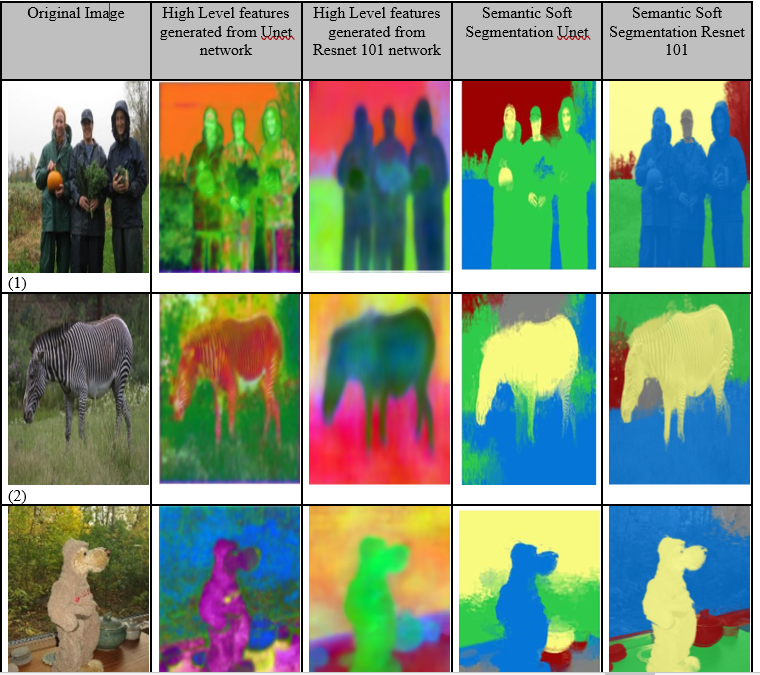 Original Image
High Level features
generated from Unet
network
High Level features
generated from
Resnet 101 network
Semantic Soft
Segmentation Unet
Semantic Soft
Segmentation Resnet
101
(1)
(2)